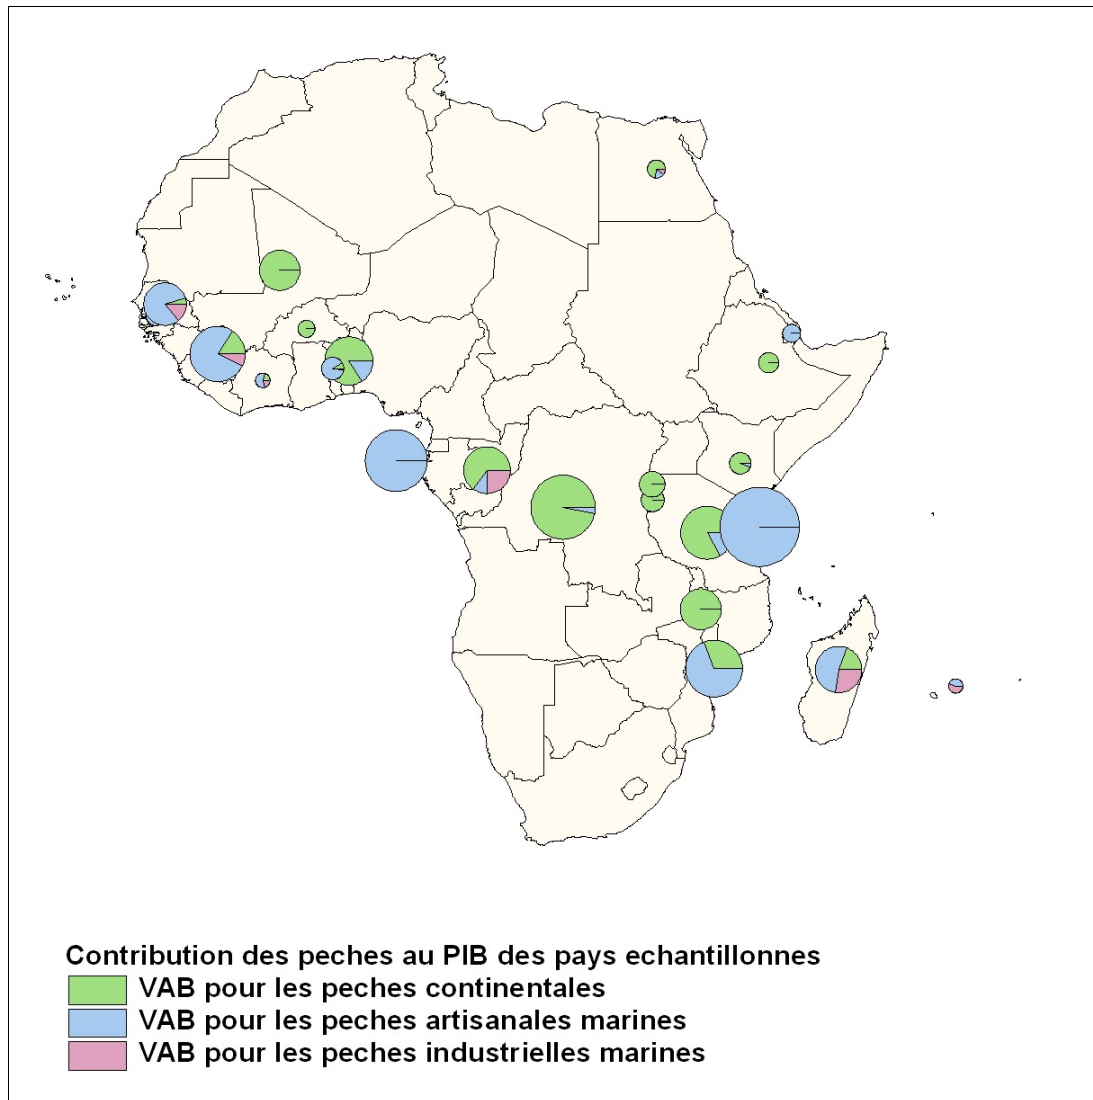 Contribution des peches au PIB des pays echantillonnes
VAB pour les peches continentales
VAB pour les peches artisanales marines
VAB pour les peches industrielles marines